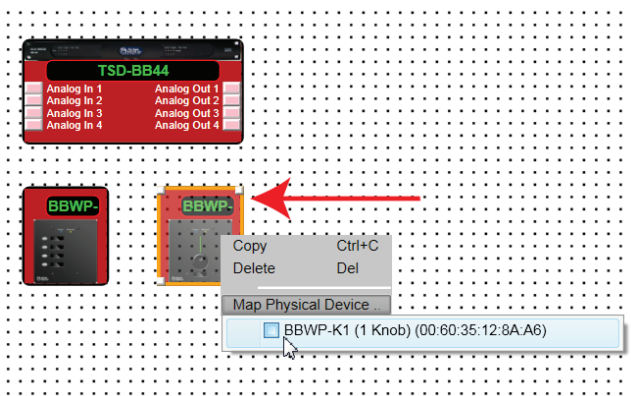 TSD-BB44
Analog In 1 Analog Out 1
Analog In 2 Analog Out 2
Analog In 3 Analog Out 3
Analog In 4 Analog Out 4
BBWP- BBWP-
Copy Ctrl+C
Delete Del
Map Physical Device ..
BBWP-K1 (1 Knob) (00:60:35:12:8A:A6)